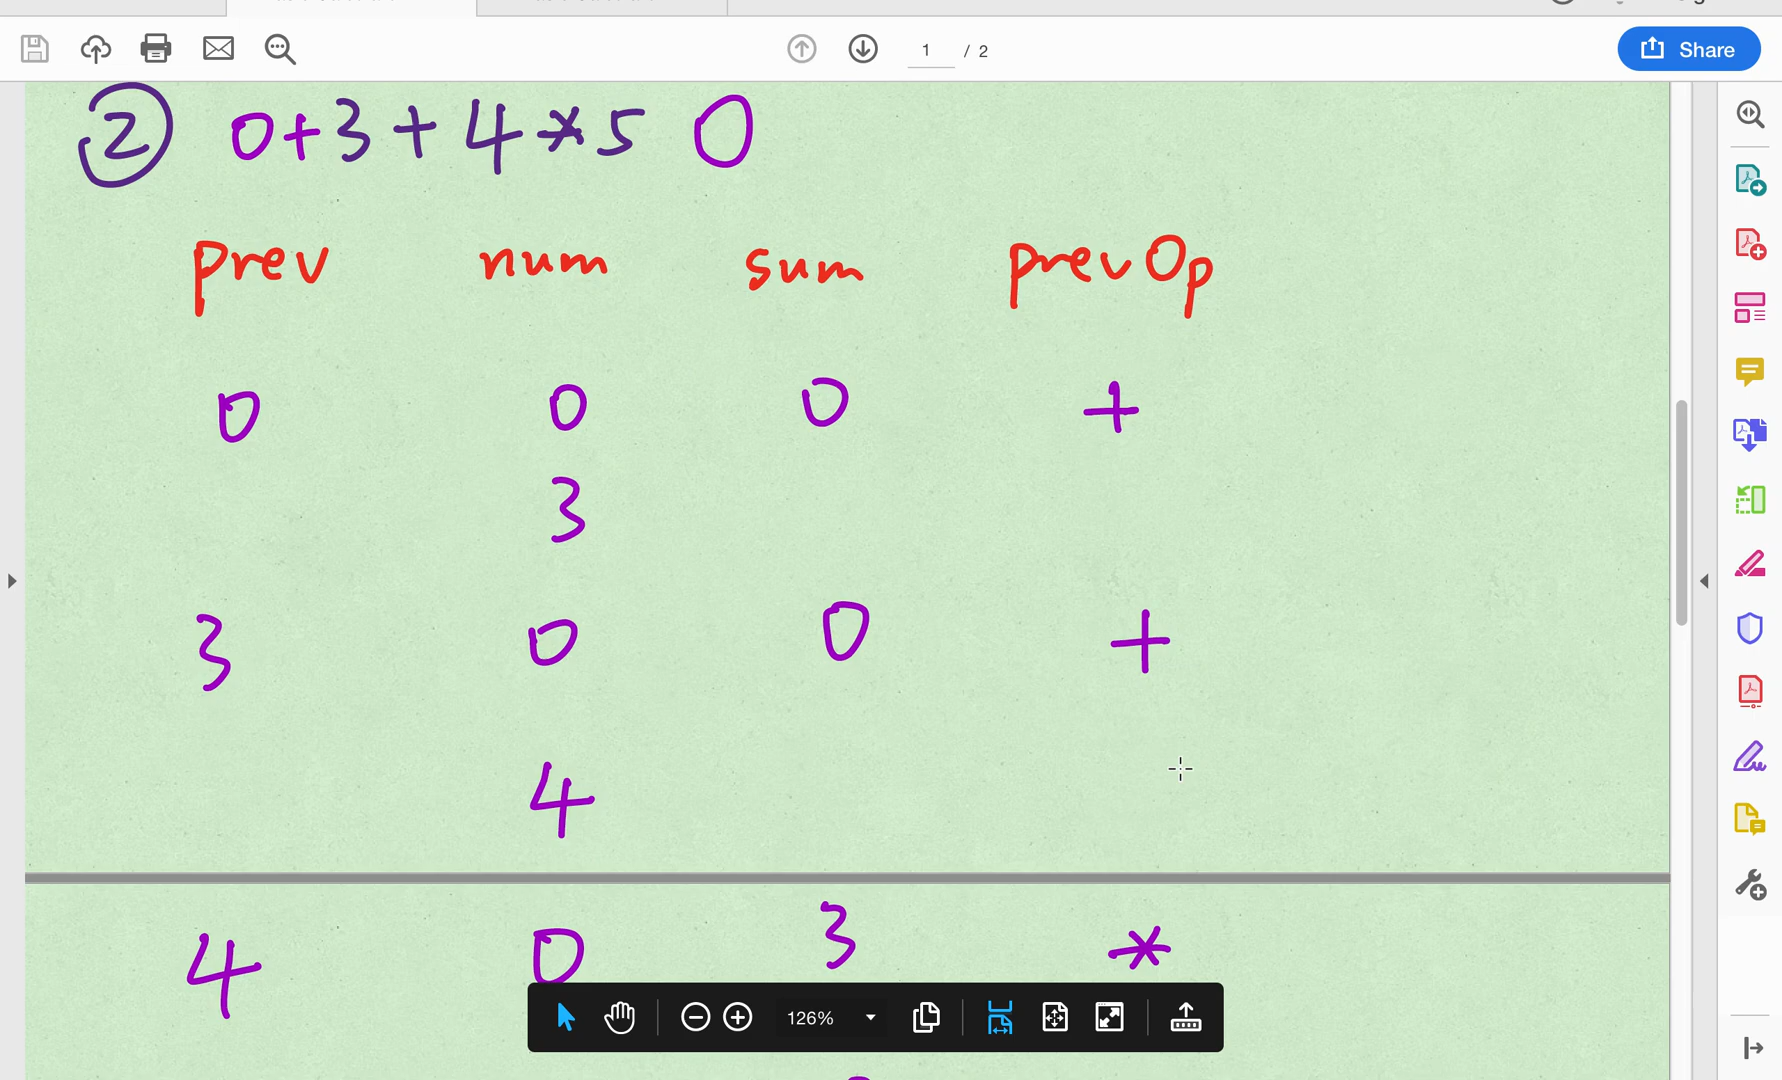 1 / 2
Share
② 0+3+4*5 0
prev num sum prevOp
0 0 0 +
3
3 0 0 +
4
4 0 3 *
126%